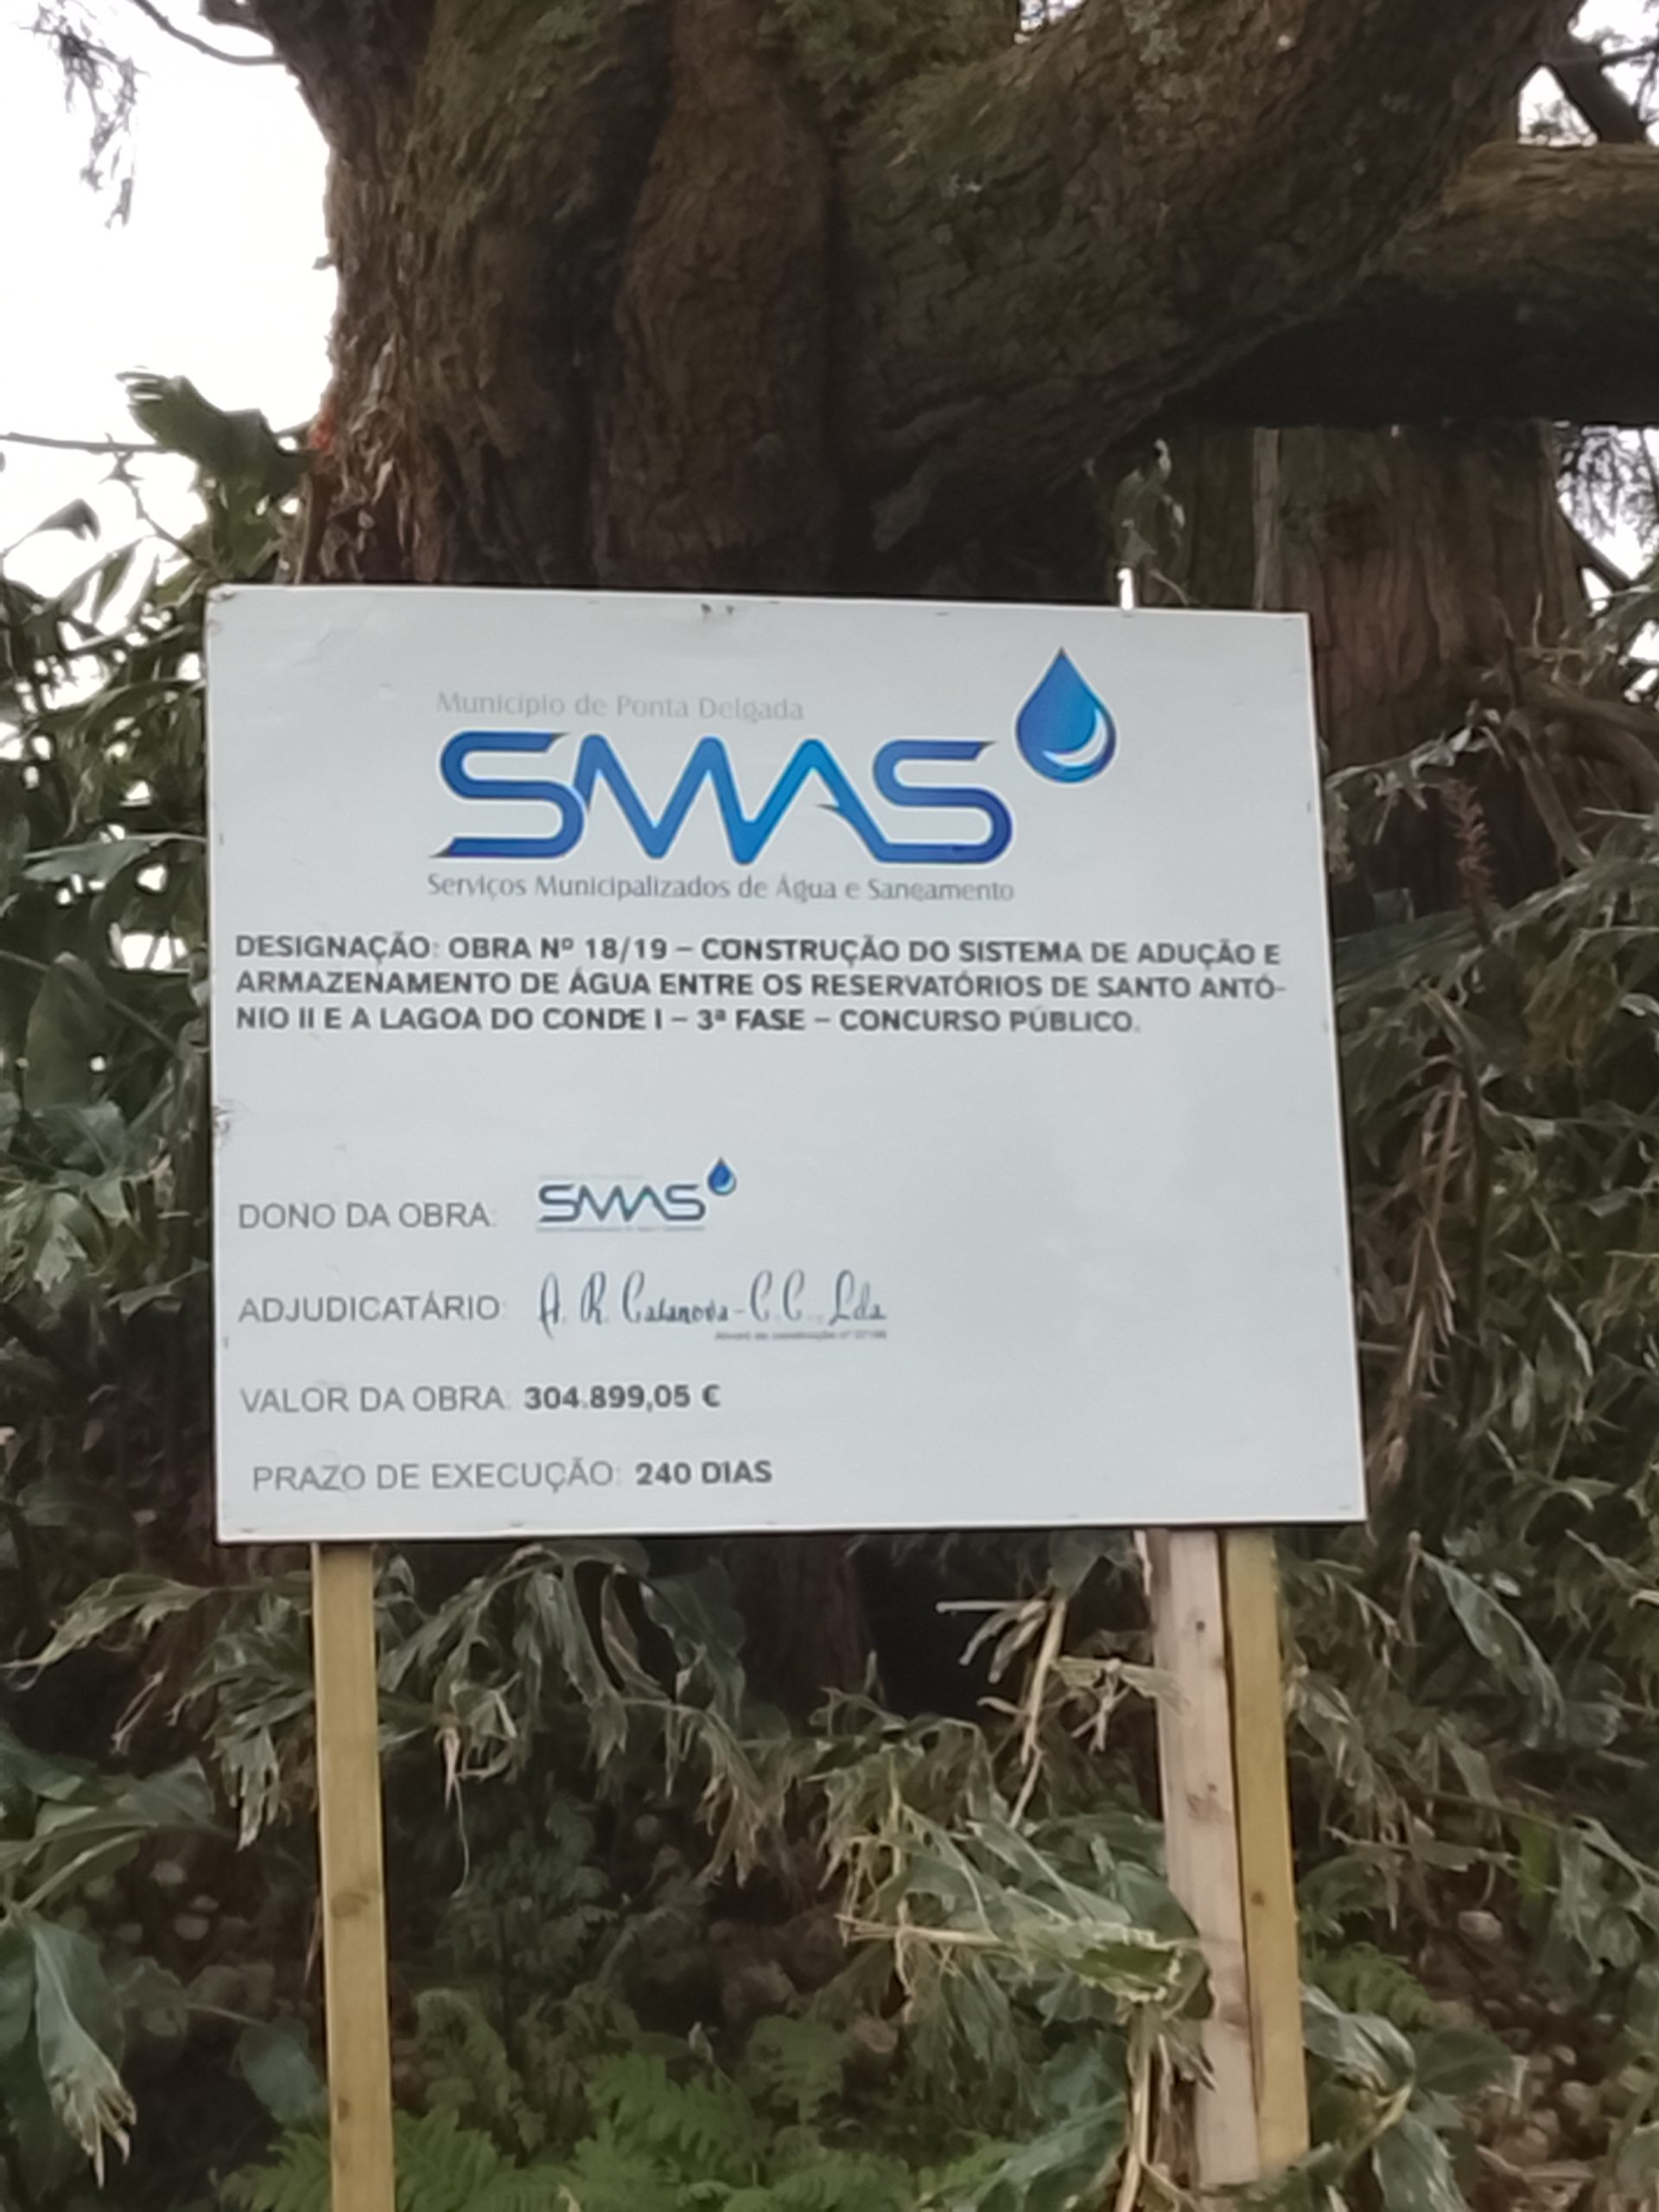 Município de Ponta Delgada
SMAS
Serviços Municipalizados de Água e Saneamento
DESIGNAÇÃO: OBRA Nº 18/19 – CONSTRUÇÃO DO SISTEMA DE ADUÇÃO E
ARMAZENAMENTO DE ÁGUA ENTRE OS RESERVATÓRIOS DE SANTO ANTÓ-
NIO II E A LAGOA DO CONDE I – 3ª FASE – CONCURSO PÚBLICO.
DONO DA OBRA: SMAS
ADJUDICATÁRIO: A. R. Casanova - C.C., Lda
VALOR DA OBRA: 304.899,05 €
PRAZO DE EXECUÇÃO: 240 DIAS